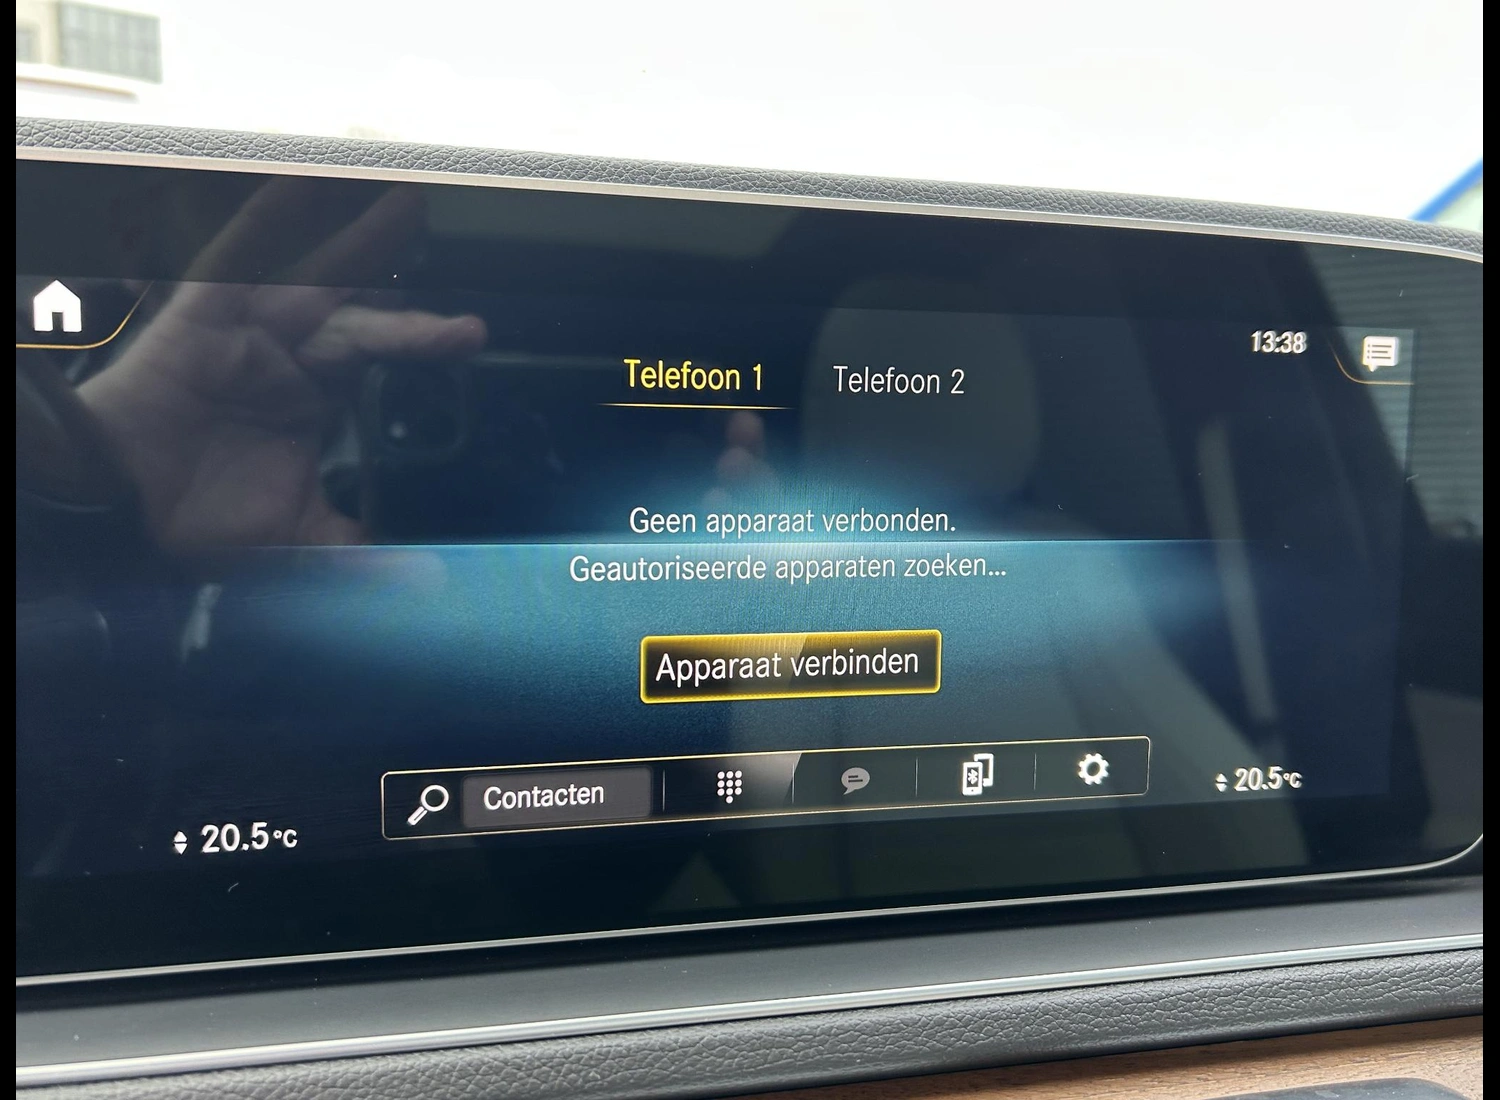 13:38
Telefoon 1 Telefoon 2
Geen apparaat verbonden.
Geautoriseerde apparaten zoeken...
Apparaat verbinden
Contacten
20.5°C
20.5°C